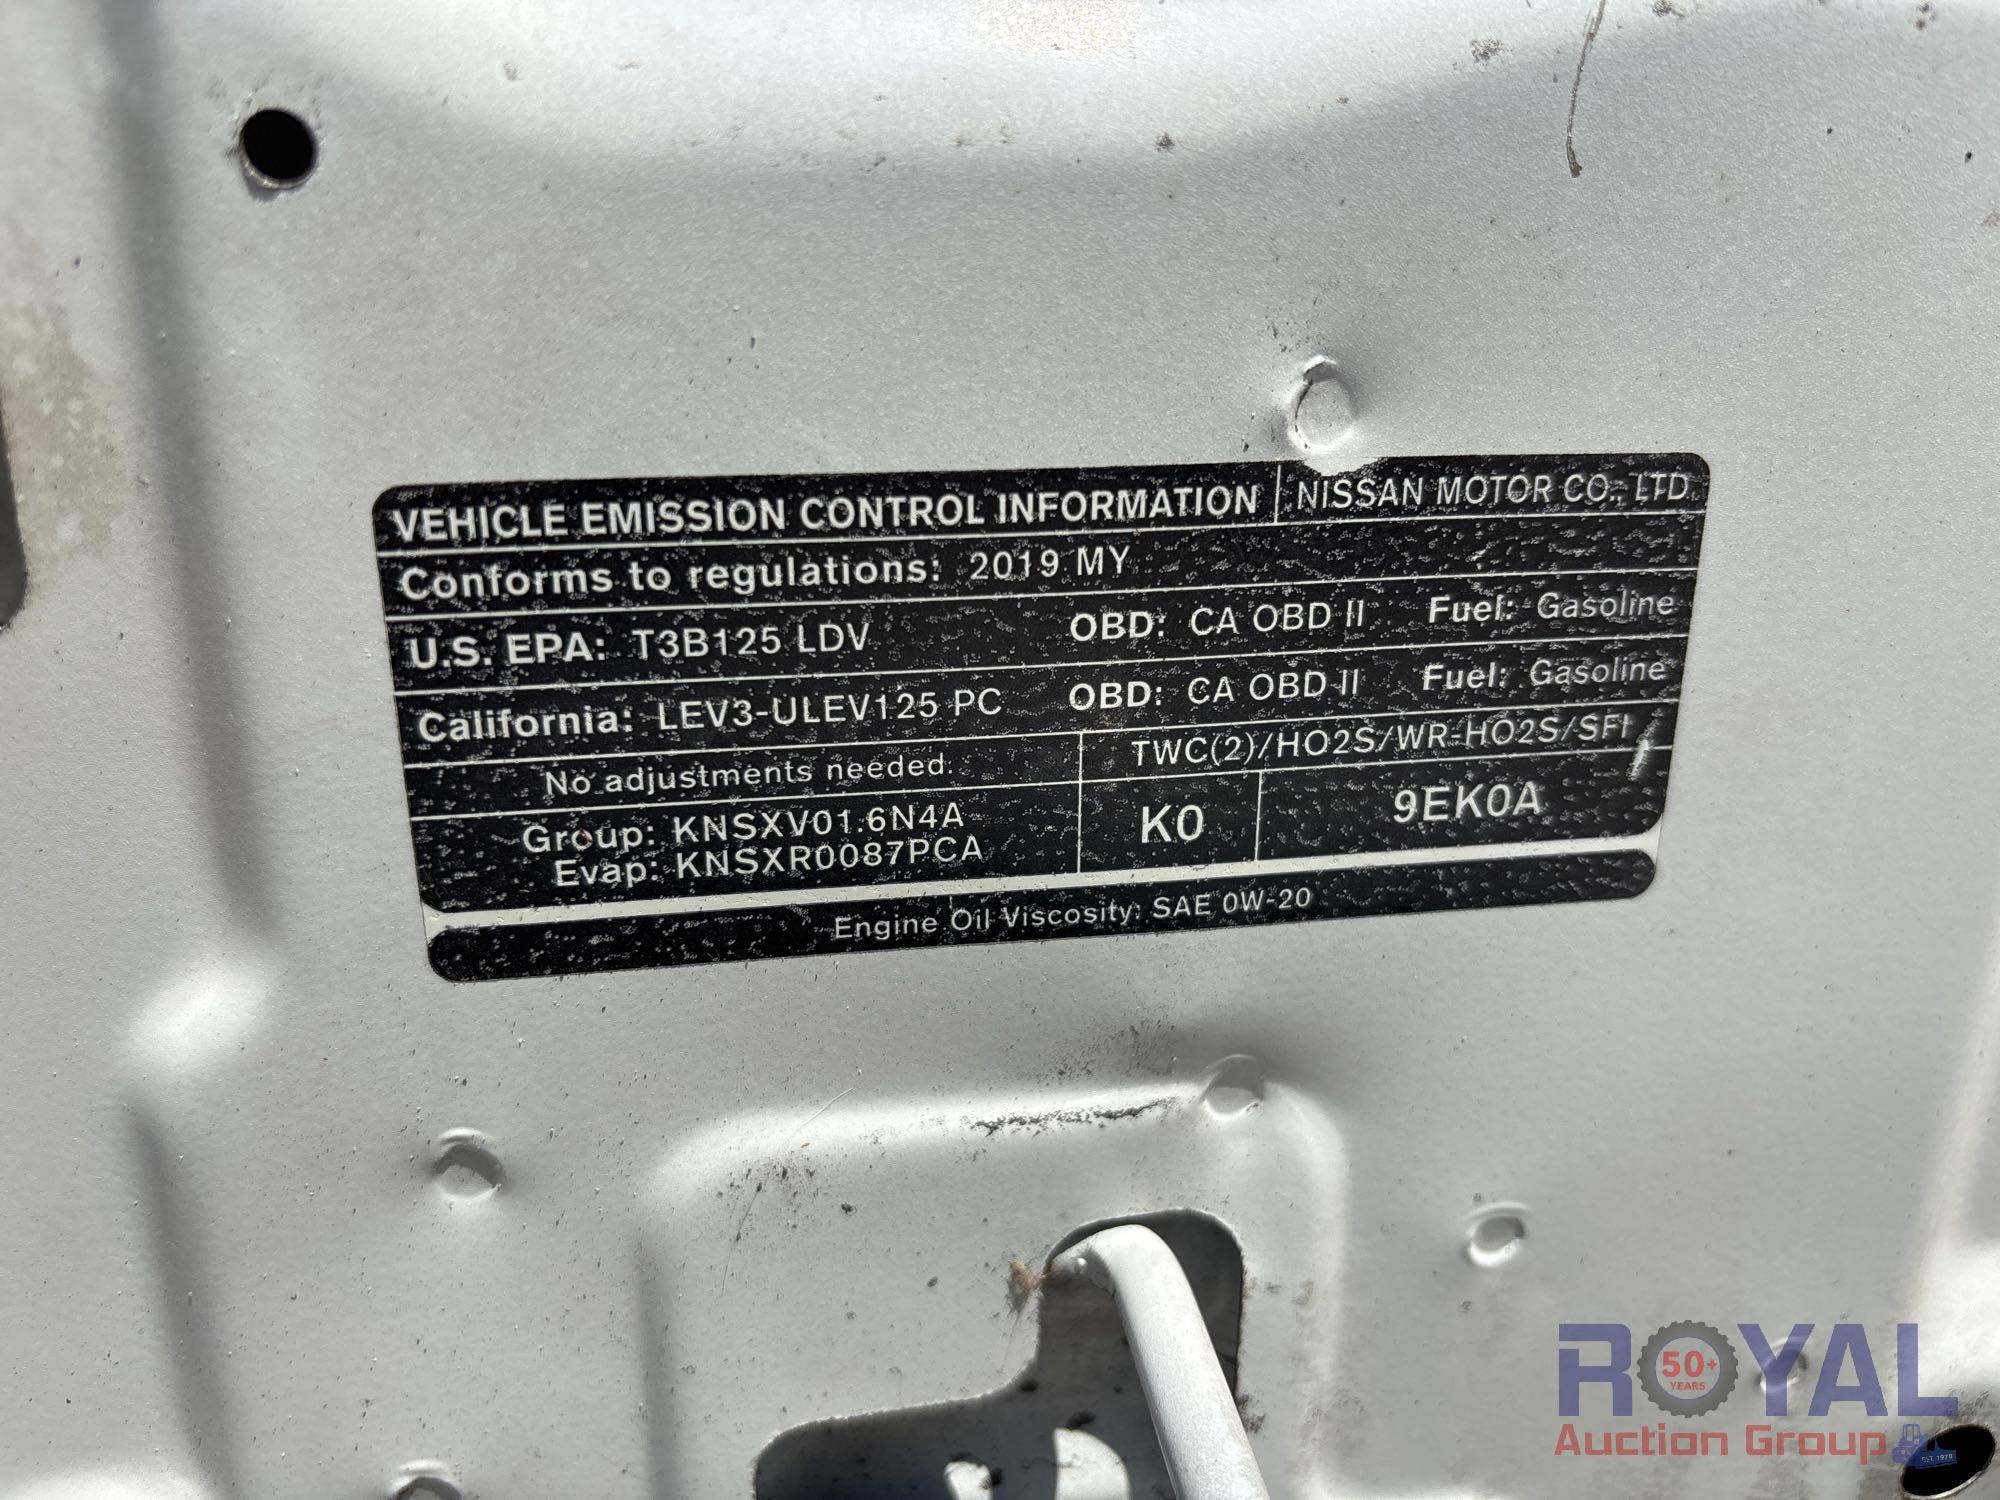 VEHICLE EMISSION CONTROL INFORMATION NISSAN MOTOR CO., LTD.
Conforms to regulations: 2019 MY
U.S. EPA: T3B125 LDV OBD: CA OBD II Fuel: Gasoline
California: LEV3-ULEV125 PC OBD: CA OBD II Fuel: Gasoline
No adjustments needed. TWC(2)/HO2S/WR-HO2S/SFI
Group: KNSXV01.6N4A
Evap: KNSXR0087PCA
K0 9EK0A
Engine Oil Viscosity: SAE 0W-20
ROYAL
50+
YEARS
Auction Group
EST. 1970